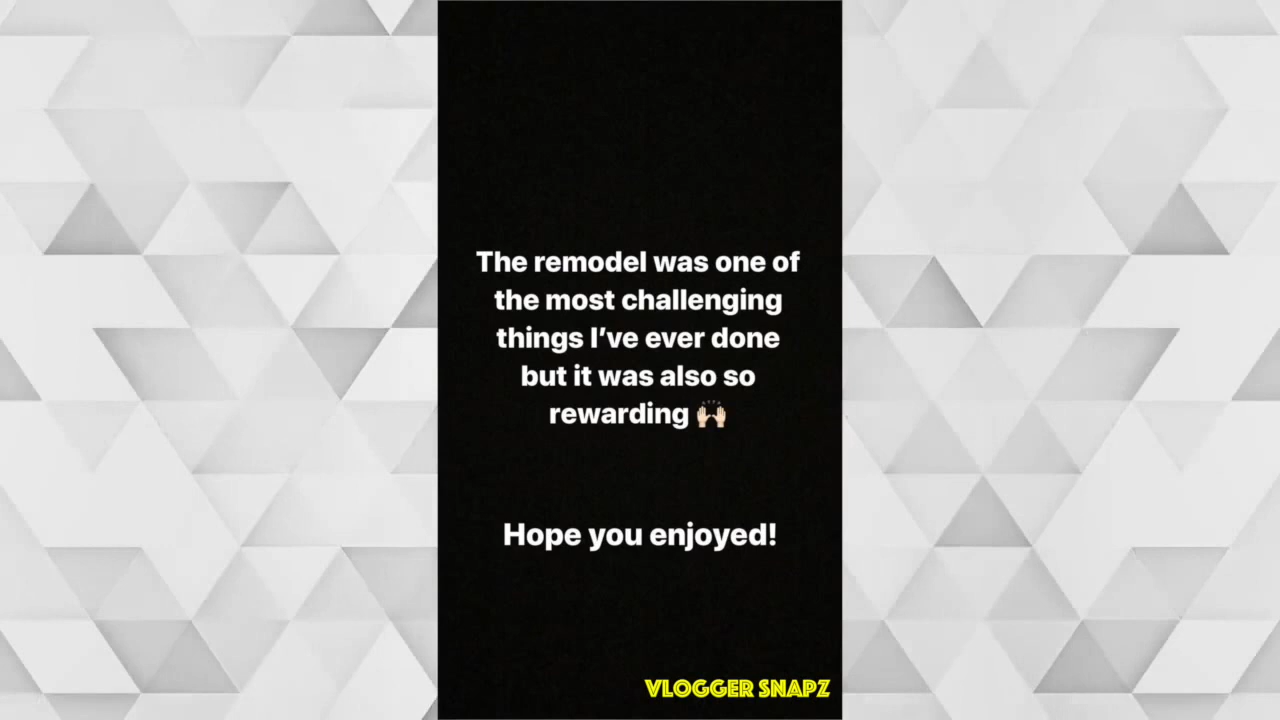 The remodel was one of
the most challenging
things I’ve ever done
but it was also so
rewarding 🙌🏻
Hope you enjoyed!
VLOGGER SNAPZ